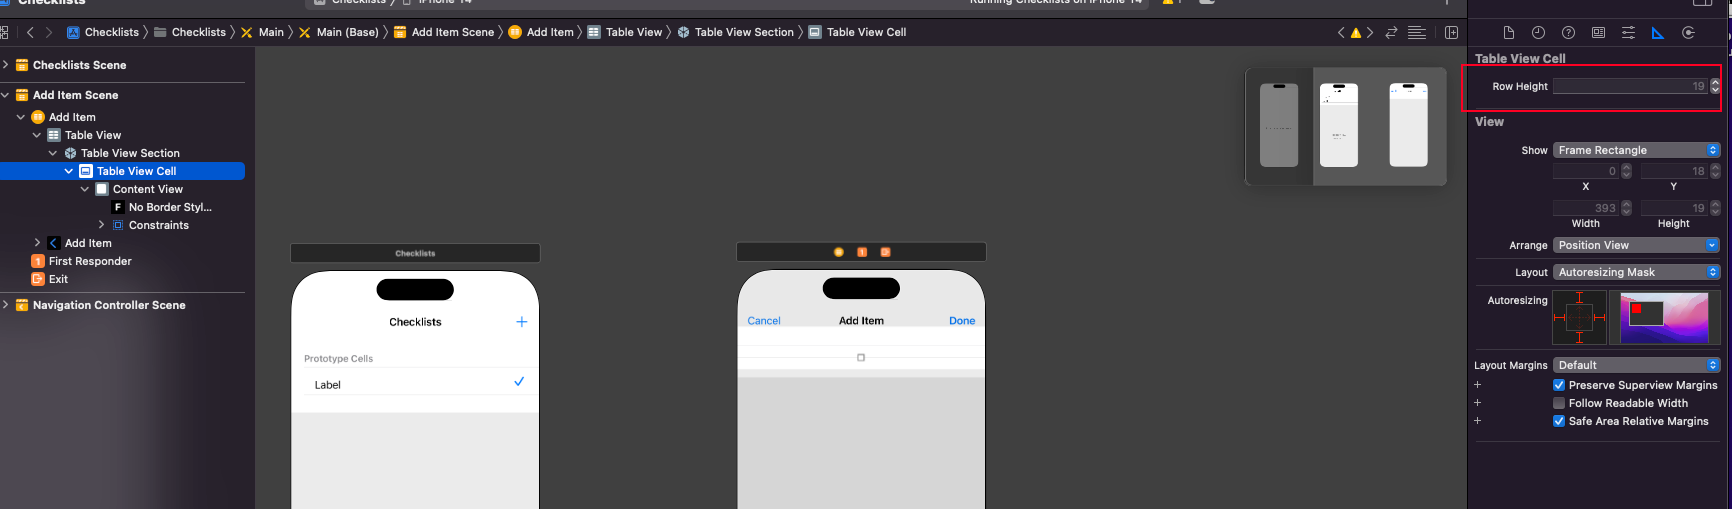 Checklists
Checklists iPhone 14 Running Checklists on iPhone 14
Checklists Checklists Main Main (Base) Add Item Scene Add Item Table View Table View Section Table View Cell
Checklists Scene
Add Item Scene
Add Item
Table View
Table View Section
Table View Cell
Content View
F No Border Styl...
Constraints
Add Item
1 First Responder
Exit
Navigation Controller Scene
Checklists
Checklists
Prototype Cells
Label
1
Cancel Add Item Done
Table View Cell
Row Height 19
View
Show Frame Rectangle
0 18
X Y
393 19
Width Height
Arrange Position View
Layout Autoresizing Mask
Autoresizing
Layout Margins Default
Preserve Superview Margins
Follow Readable Width
Safe Area Relative Margins